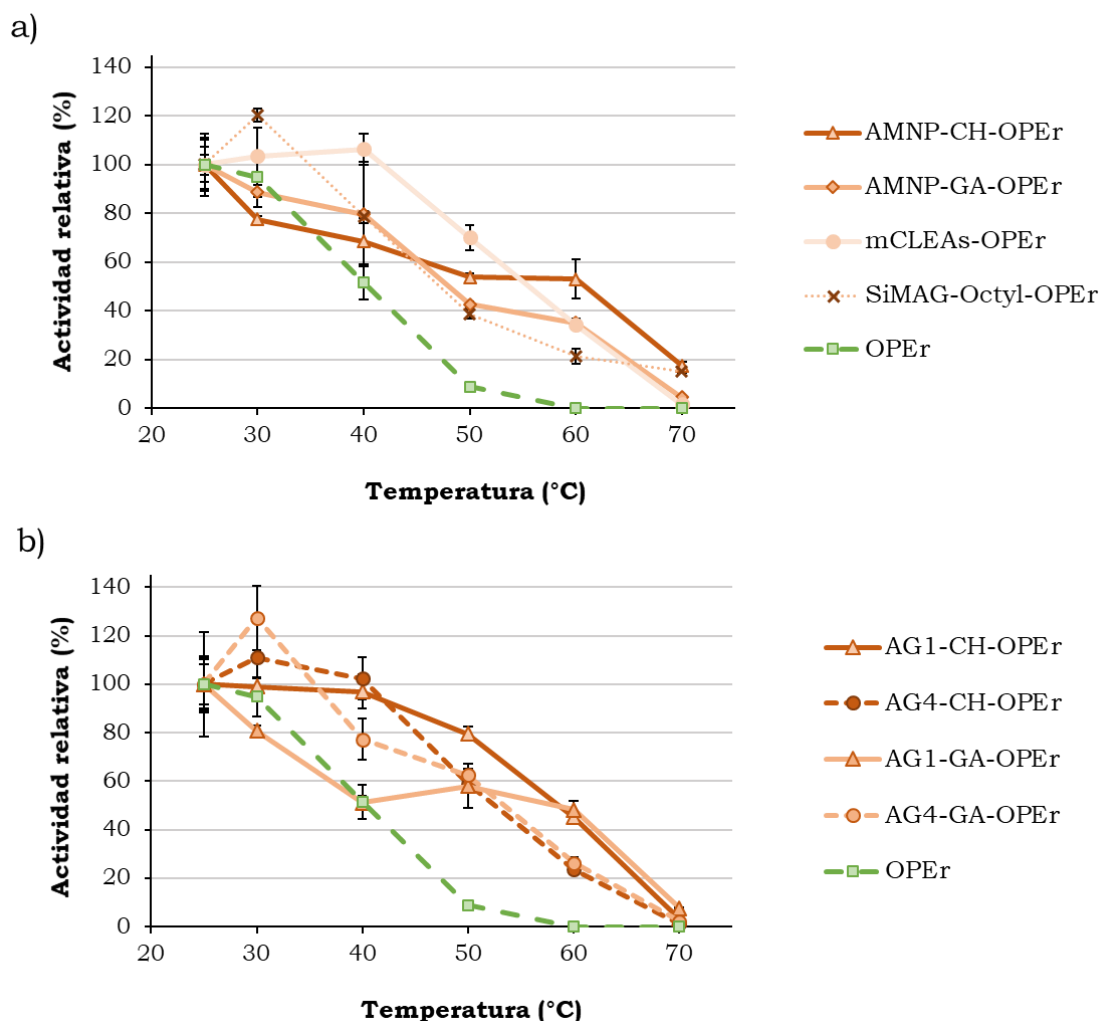 a)
140
120
100
80
60
40
20
0
Actividad relativa (%)
20 30 40 50 60 70
Temperatura (°C)
AMNP-CH-OPEr
AMNP-GA-OPEr
mCLEAs-OPEr
SiMAG-Octyl-OPEr
OPEr
b)
140
120
100
80
60
40
20
0
Actividad relativa (%)
20 30 40 50 60 70
Temperatura (°C)
AG1-CH-OPEr
AG4-CH-OPEr
AG1-GA-OPEr
AG4-GA-OPEr
OPEr